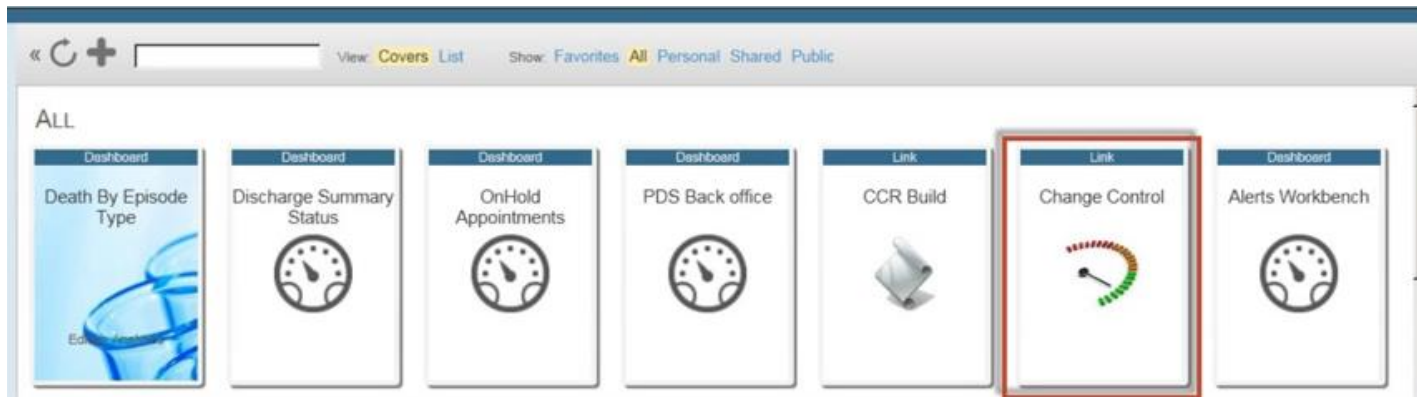 « View: Covers List Show: Favorites All Personal Shared Public
ALL
Dashboard
Death By Episode
Type
Dashboard
Discharge Summary
Status
Dashboard
OnHold
Appointments
Dashboard
PDS Back office
Link
CCR Build
Link
Change Control
Dashboard
Alerts Workbench